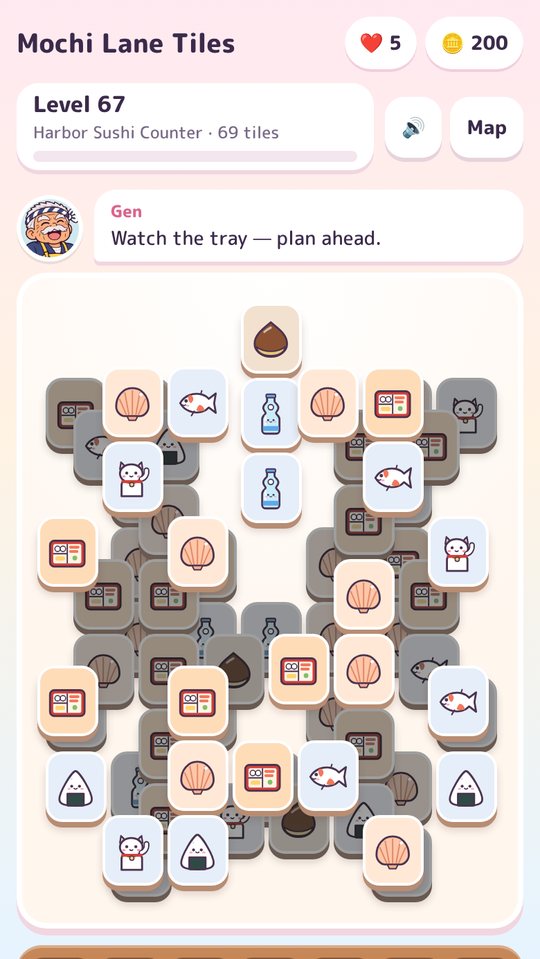 Mochi Lane Tiles
❤️ 5
🪙 200
Level 67
Harbor Sushi Counter · 69 tiles
🔊
Map
Gen
Watch the tray — plan ahead.